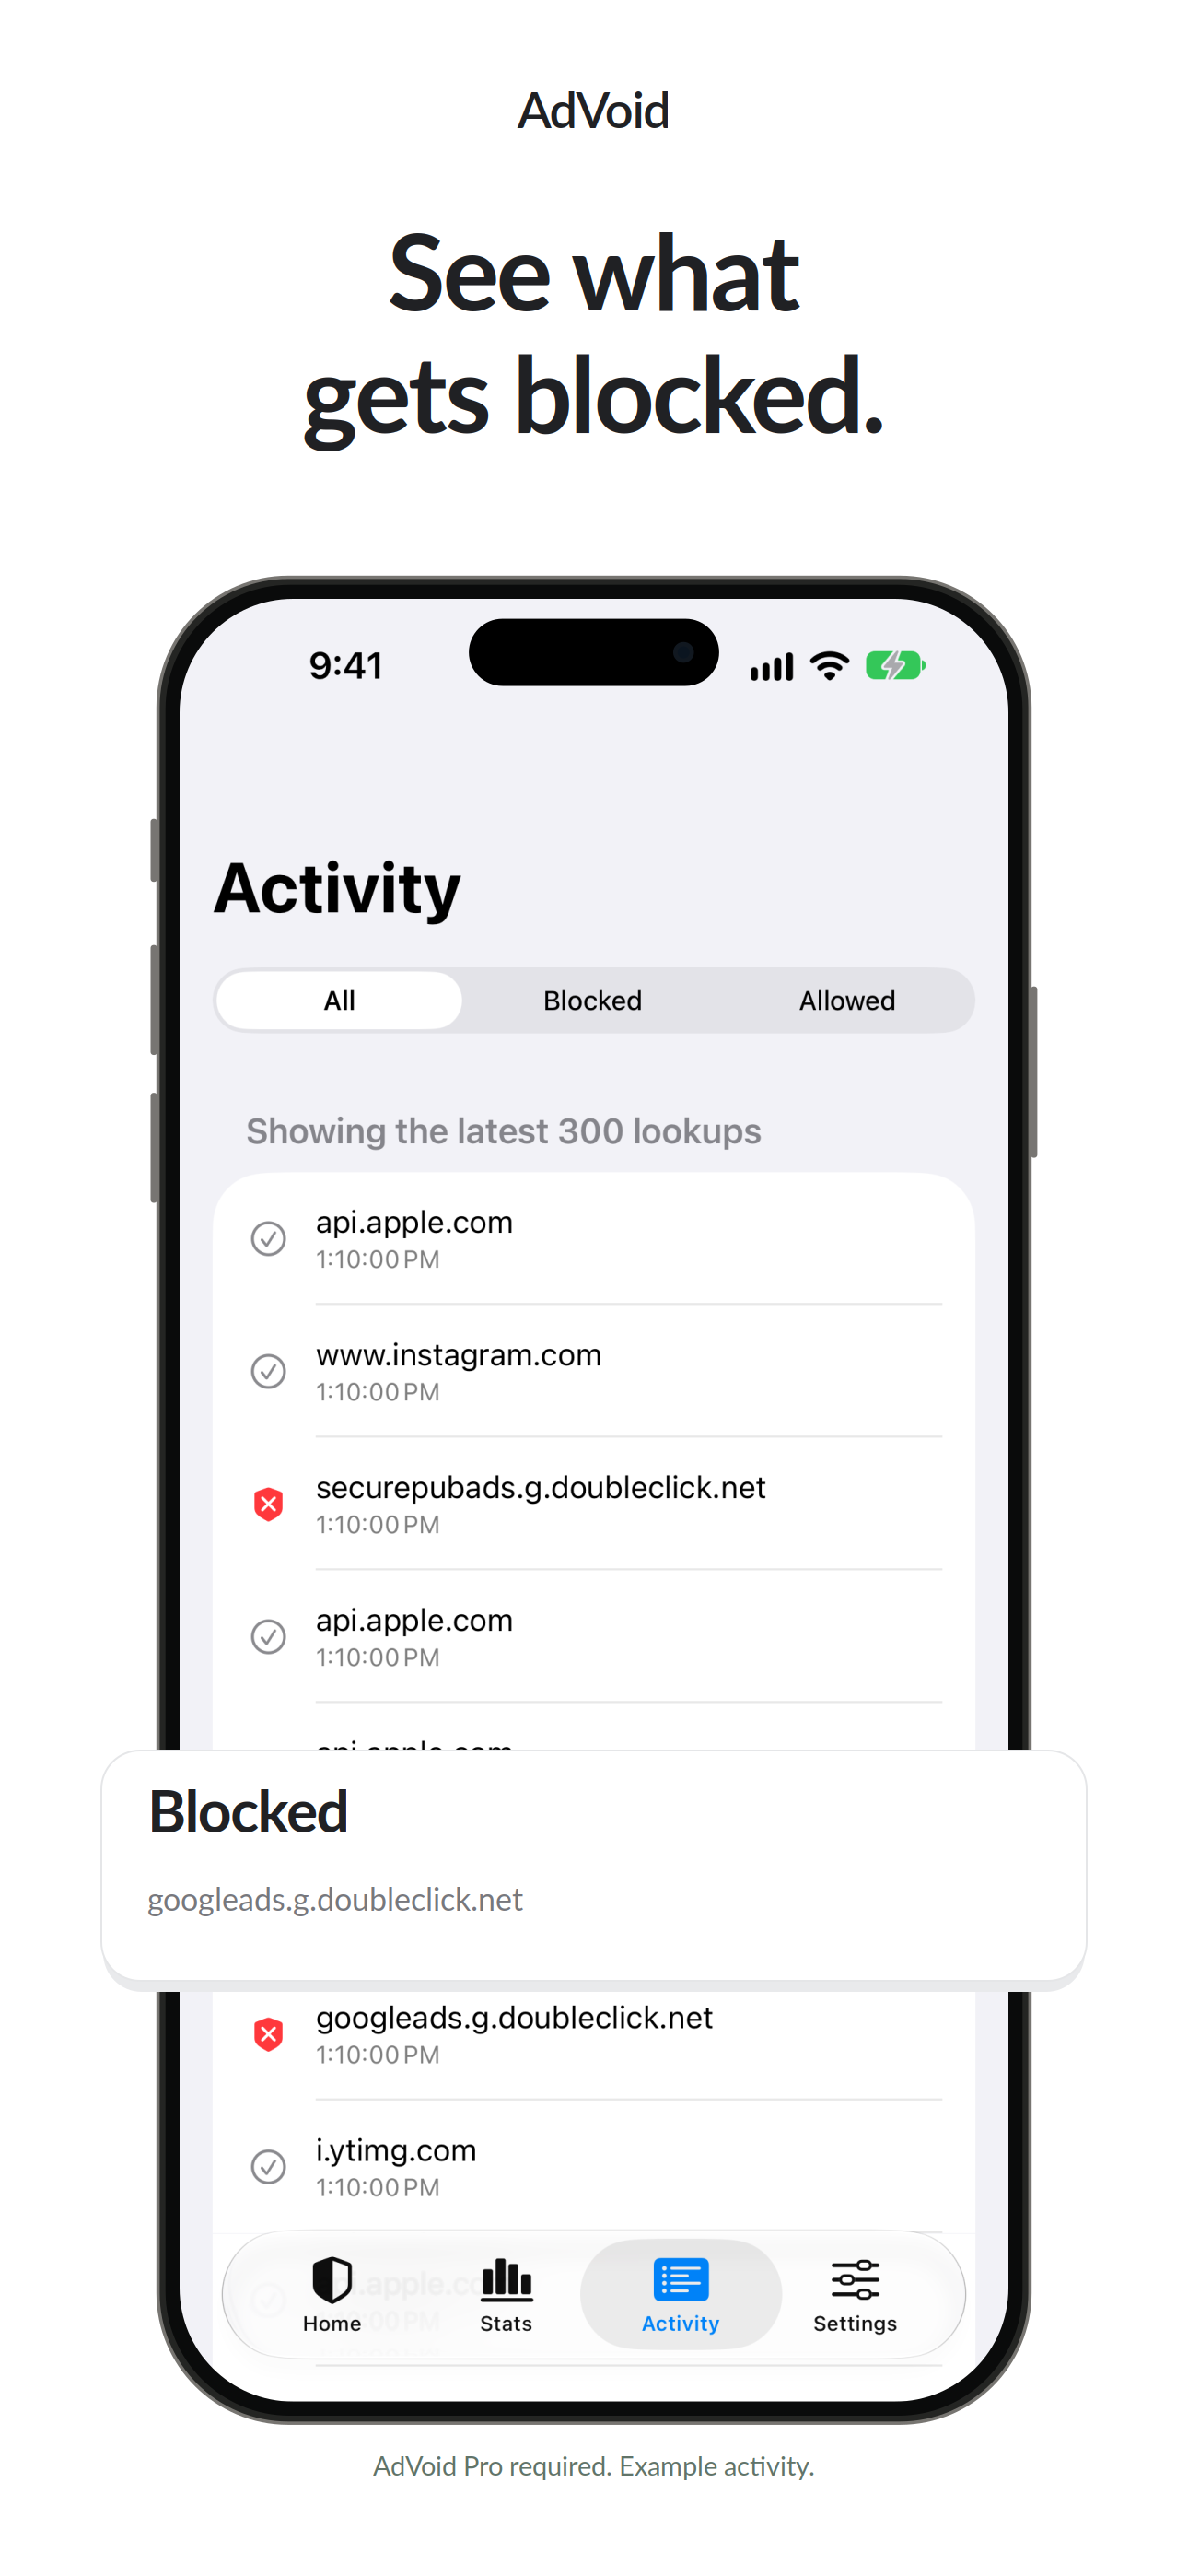 AdVoid
See what
gets blocked.
9:41
Activity
All Blocked Allowed
Showing the latest 300 lookups
api.apple.com
1:10:00 PM
www.instagram.com
1:10:00 PM
securepubads.g.doubleclick.net
1:10:00 PM
api.apple.com
1:10:00 PM
api.apple.com
Blocked
googleads.g.doubleclick.net
googleads.g.doubleclick.net
1:10:00 PM
i.ytimg.com
1:10:00 PM
Home Stats Activity Settings
AdVoid Pro required. Example activity.